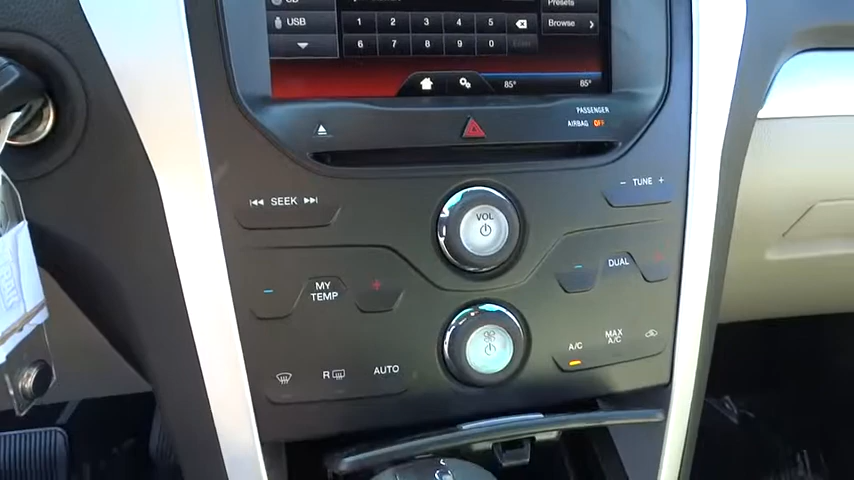 CD
Presets
USB
1 2 3 4 5
Browse
6 7 8 9 0
85°
85°
PASSENGER
AIRBAG OFF
SEEK
VOL
- TUNE +
- MY
TEMP +
- DUAL +
R
AUTO
A/C
MAX
A/C